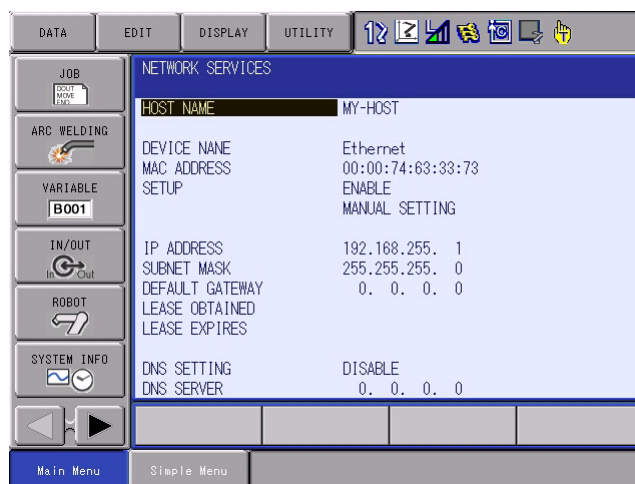 DATA EDIT DISPLAY UTILITY
JOB
DOUT
MOVE
END
ARC WELDING
VARIABLE
B001
IN/OUT
In Out
ROBOT
SYSTEM INFO
NETWORK SERVICES
HOST NAME MY-HOST
DEVICE NANE Ethernet
MAC ADDRESS 00:00:74:63:33:73
SETUP ENABLE
MANUAL SETTING
IP ADDRESS 192.168.255. 1
SUBNET MASK 255.255.255. 0
DEFAULT GATEWAY 0. 0. 0. 0
LEASE OBTAINED
LEASE EXPIRES
DNS SETTING DISABLE
DNS SERVER 0. 0. 0. 0
Main Menu Simple Menu